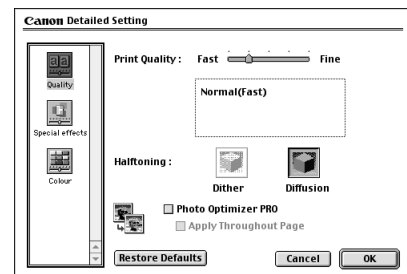 Canon Detailed Setting
Print Quality : Fast Fine
Quality
Normal(Fast)
Special effects
Halftoning :
Colour
Dither Diffusion
Photo Optimizer PRO
Apply Throughout Page
Restore Defaults Cancel OK